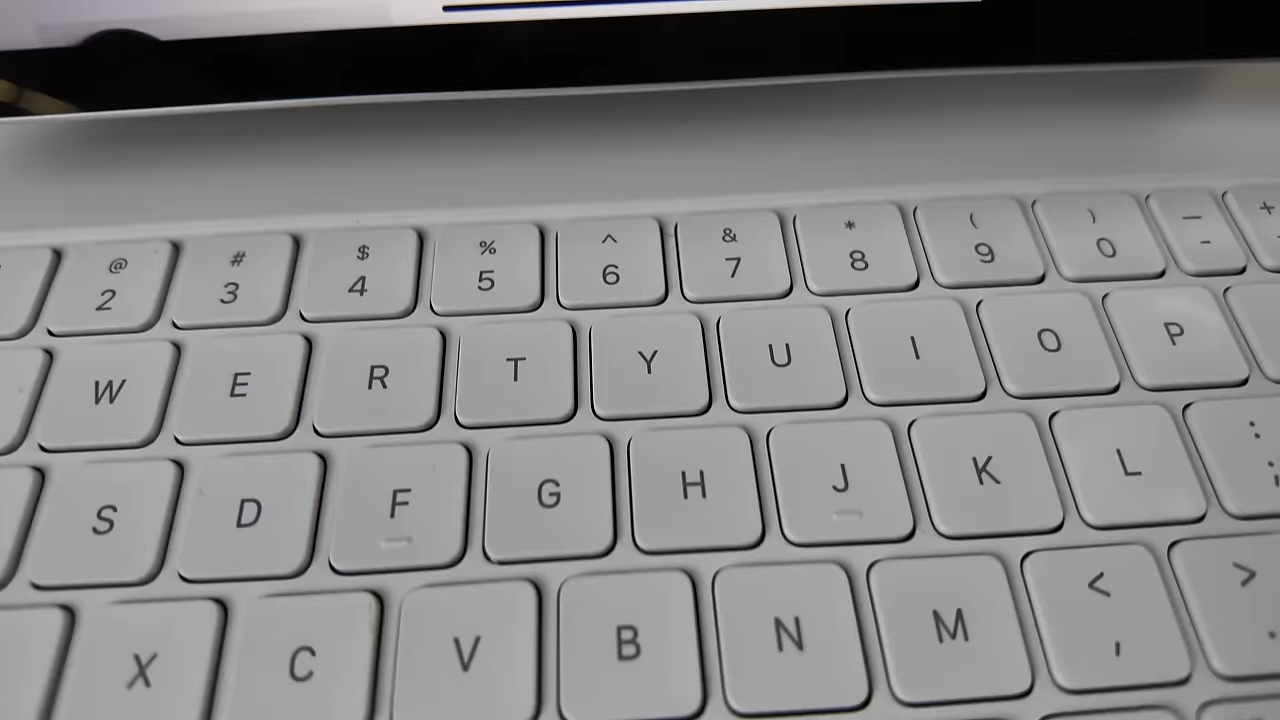 @ # $ % ^ & * ( ) — +
2 3 4 5 6 7 8 9 0 -
W E R T Y U I O P
S D F G H J K L : ;
X C V B N M < , > .